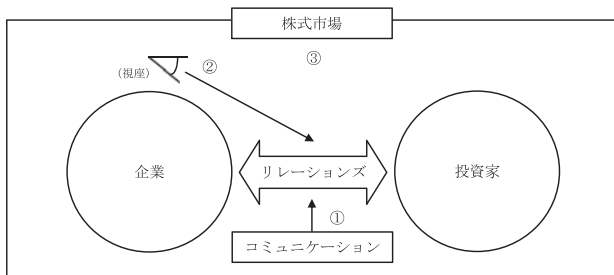 株式市場
③
②
(視座)
企業
リレーションズ
投資家
①
コミュニケーション